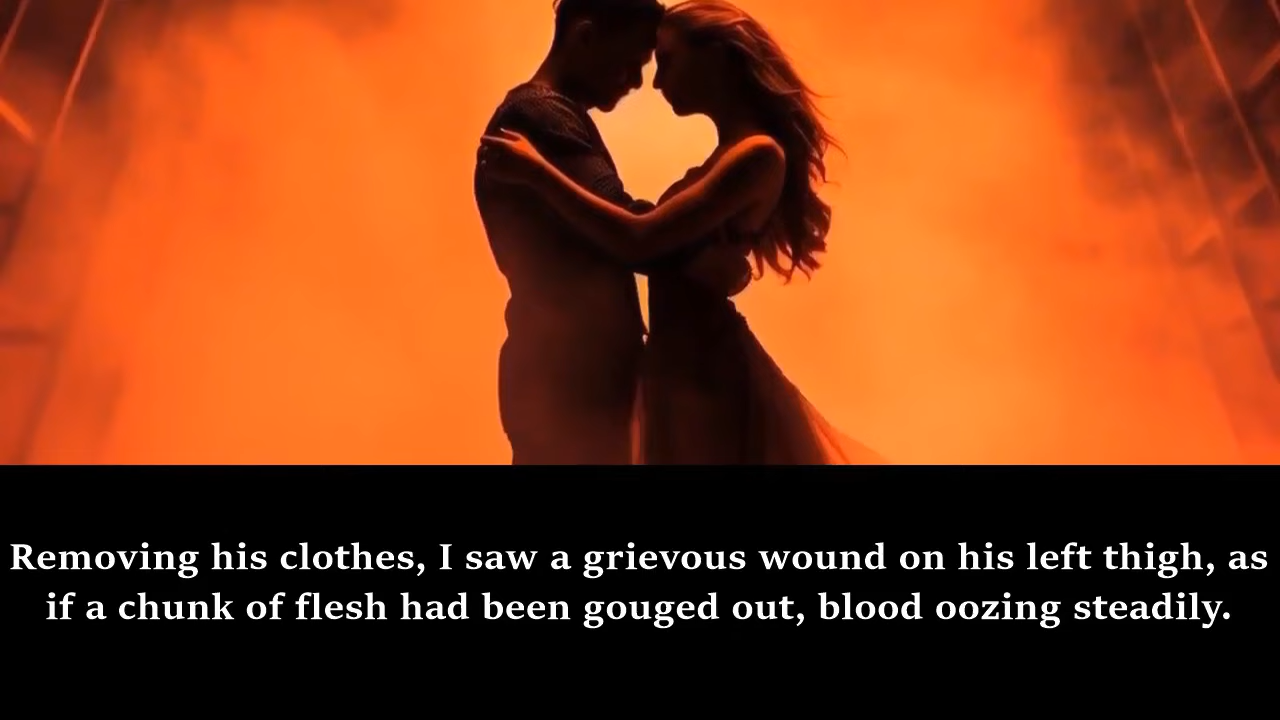 Removing his clothes, I saw a grievous wound on his left thigh, as
if a chunk of flesh had been gouged out, blood oozing steadily.